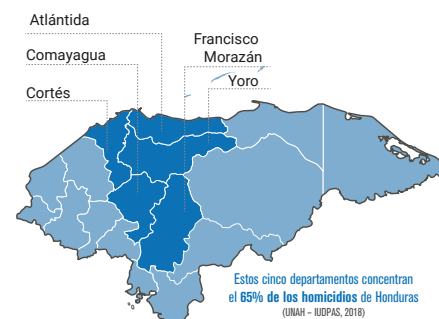 Atlántida
Comayagua
Cortés
Francisco
Morazán
Yoro
Estos cinco departamentos concentran
el 65% de los homicidios de Honduras
(UNAH – IUDPAS, 2018)